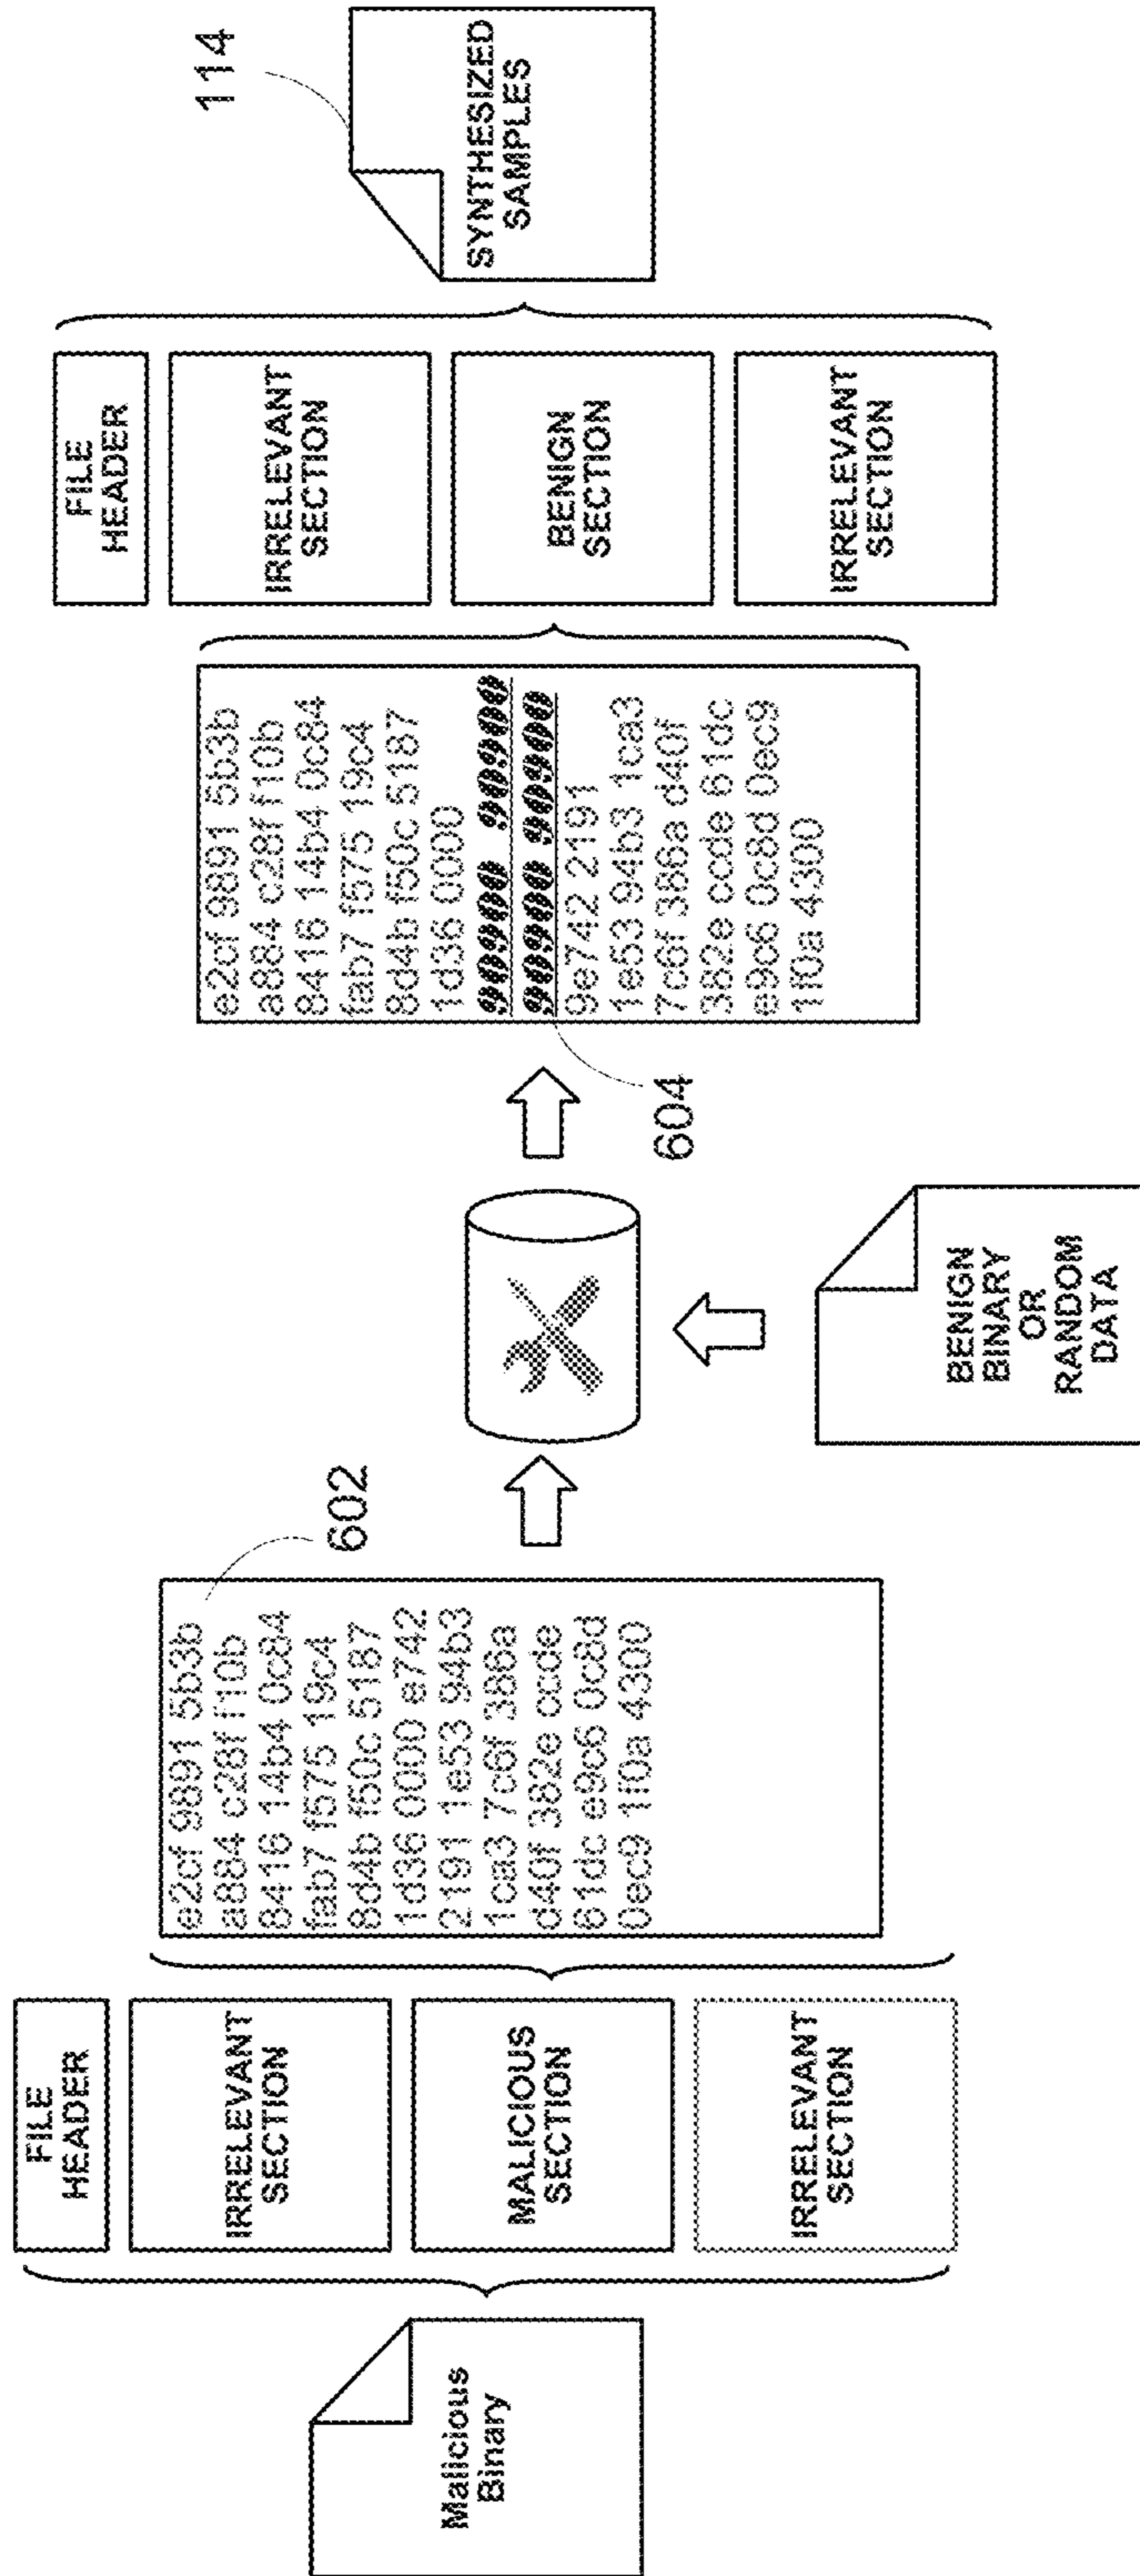 Malicious
Binary
FILE
HEADER
IRRELEVANT
SECTION
MALICIOUS
SECTION
IRRELEVANT
SECTION
602
e2cf 9891 5b3b
a884 c28f f10b
8416 14b4 0c84
fab7 f575 19c4
8d4b f50c 5187
1d36 0000 e742
2191 1e53 94b3
1ca3 7c6f 386a
d40f 382e ccde
61dc e9c6 0c8d
0ec9 1f0a 4300
BENIGN
BINARY
OR
RANDOM
DATA
604
e2cf 9891 5b3b
a884 c28f f10b
8416 14b4 0c84
fab7 f575 19c4
8d4b f50c 5187
1d36 0000
9090 9090
9090 9090
9e742 2191
1e53 94b3 1ca3
7c6f 386a d40f
382e ccde 61dc
e9c6 0c8d 0ec9
1f0a 4300
FILE
HEADER
IRRELEVANT
SECTION
BENIGN
SECTION
IRRELEVANT
SECTION
114
SYNTHESIZED
SAMPLES